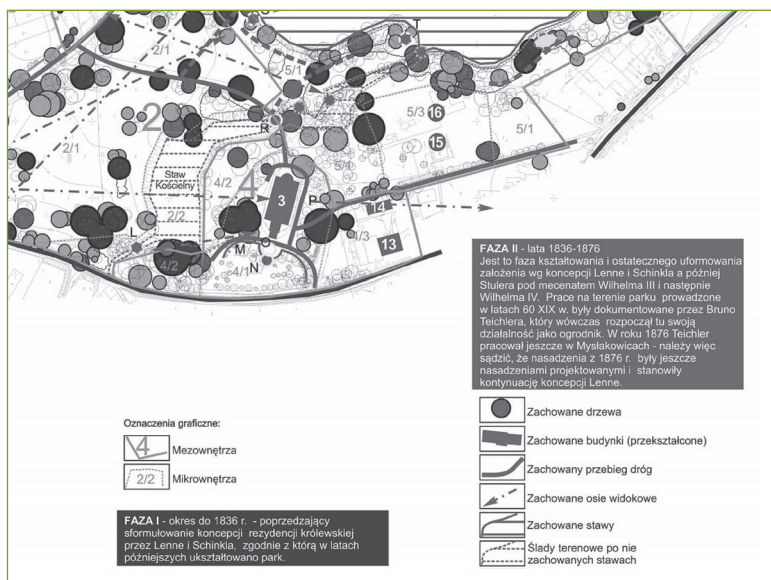 2/1
5/1
T
2
R
5/3
16
5/1
15
2/1
Staw
Kościelny
4/2
4
5/1
3
P
2/2
14
L
M
O
4/3
13
4/2
N
4/1
FAZA II - lata 1836-1876
Jest to faza kształtowania i ostatecznego uformowania
założenia wg koncepcji Lenne i Schinkla a później
Stulera pod mecenatem Wilhelma III i następnie
Wilhelma IV. Prace na terenie parku prowadzone
w latach 60 XIX w. były dokumentowane przez Bruno
Teichlera, który wówczas rozpoczął tu swoją
działalność jako ogrodnik. W roku 1876 Teichler
pracował jeszcze w Mysłakowicach - należy więc
sądzić, że nasadzenia z 1876 r. były jeszcze
nasadzeniami projektowanymi i stanowiły
kontynuację koncepcji Lenne.
Oznaczenia graficzne:
4 Mezownętrza
2/2 Mikrownętrza
FAZA I - okres do 1836 r. - poprzedzający
sformułowanie koncepcji rezydencji królewskiej
przez Lenne i Schinkla, zgodnie z którą w latach
późniejszych ukształtowano park.
Zachowane drzewa
Zachowane budynki (przekształcone)
Zachowany przebieg dróg
Zachowane osie widokowe
Zachowane stawy
Ślady terenowe po nie
zachowanych stawach